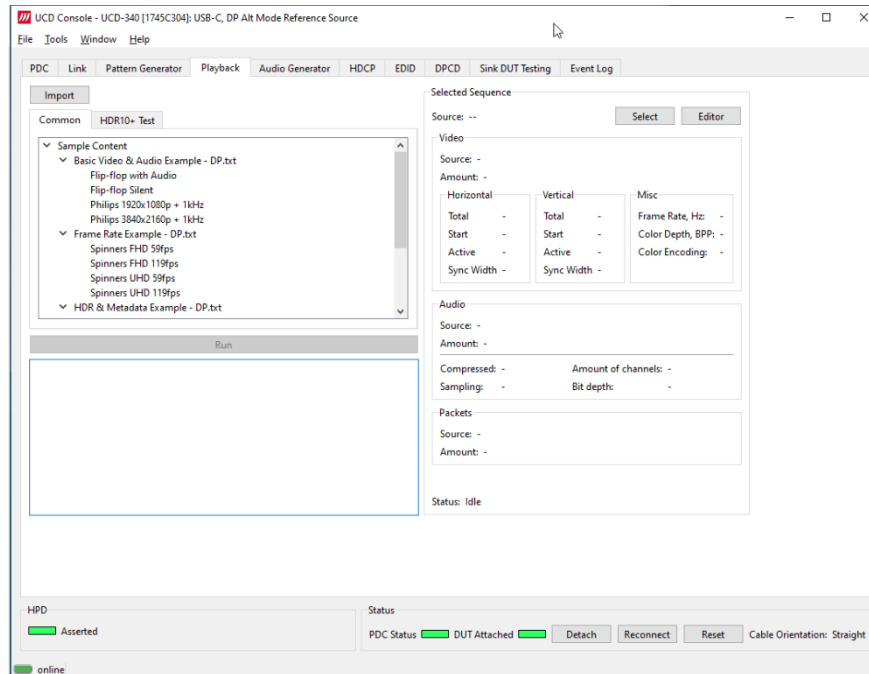 UCD Console - UCD-340 [1745C304]: USB-C, DP Alt Mode Reference Source
File Tools Window Help
PDC Link Pattern Generator Playback Audio Generator HDCP EDID DPCD Sink DUT Testing Event Log
Import
Common HDR10+ Test
Sample Content
Basic Video & Audio Example - DP.txt
Flip-flop with Audio
Flip-flop Silent
Philips 1920x1080p + 1kHz
Philips 3840x2160p + 1kHz
Frame Rate Example - DP.txt
Spinners FHD 59fps
Spinners FHD 119fps
Spinners UHD 59fps
Spinners UHD 119fps
HDR & Metadata Example - DP.txt
Run
Selected Sequence
Source: -- Select Editor
Video
Source: -
Amount: -
Horizontal Vertical Misc
Total - Total - Frame Rate, Hz: -
Start - Start - Color Depth, BPP: -
Active - Active - Color Encoding: -
Sync Width - Sync Width -
Audio
Source: -
Amount: -
Compressed: - Amount of channels: -
Sampling: - Bit depth: -
Packets
Source: -
Amount: -
Status: Idle
HPD Status
Asserted PDC Status DUT Attached Detach Reconnect Reset Cable Orientation: Straight
online